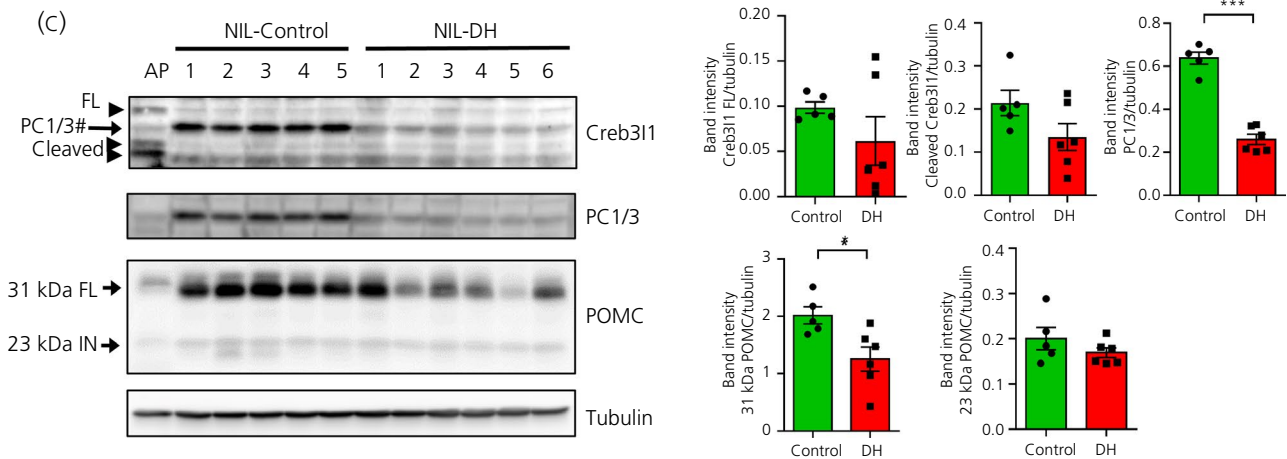 (c)
NIL-Control NIL-DH
AP 1 2 3 4 5 1 2 3 4 5 6
FL
PC1/3#
Cleaved
Creb3l1
PC1/3
31 kDa FL
23 kDa IN
POMC
Tubulin
Band intensity
Creb3l1 FL/tubulin
0.20
0.15
0.10
0.05
0.00
Control DH
Band intensity
Cleaved Creb3l1/tubulin
0.4
0.3
0.2
0.1
0.0
Control DH
Band intensity
PC1/3/tubulin
0.8
0.6
0.4
0.2
0.0
***
Control DH
Band intensity
31 kDa POMC/tubulin
3
2
1
0
*
Control DH
Band intensity
23 kDa POMC/tubulin
0.4
0.3
0.2
0.1
0.0
Control DH